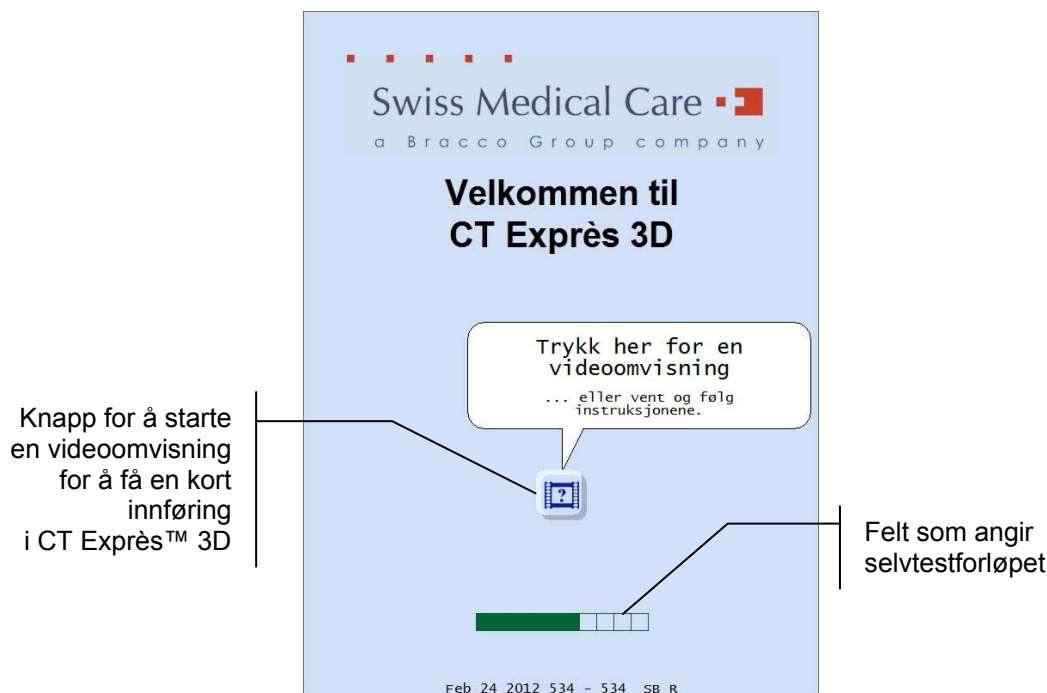 Swiss Medical Care
a Bracco Group company
Velkommen til
CT Exprès 3D
Trykk her for en
videoomvisning
... eller vent og følg
instruksjonene.
Knapp for å starte
en videoomvisning
for å få en kort
innføring
i CT Exprès™ 3D
?
Felt som angir
selvtestforløpet
Feb 24 2012 534 - 534 SB R